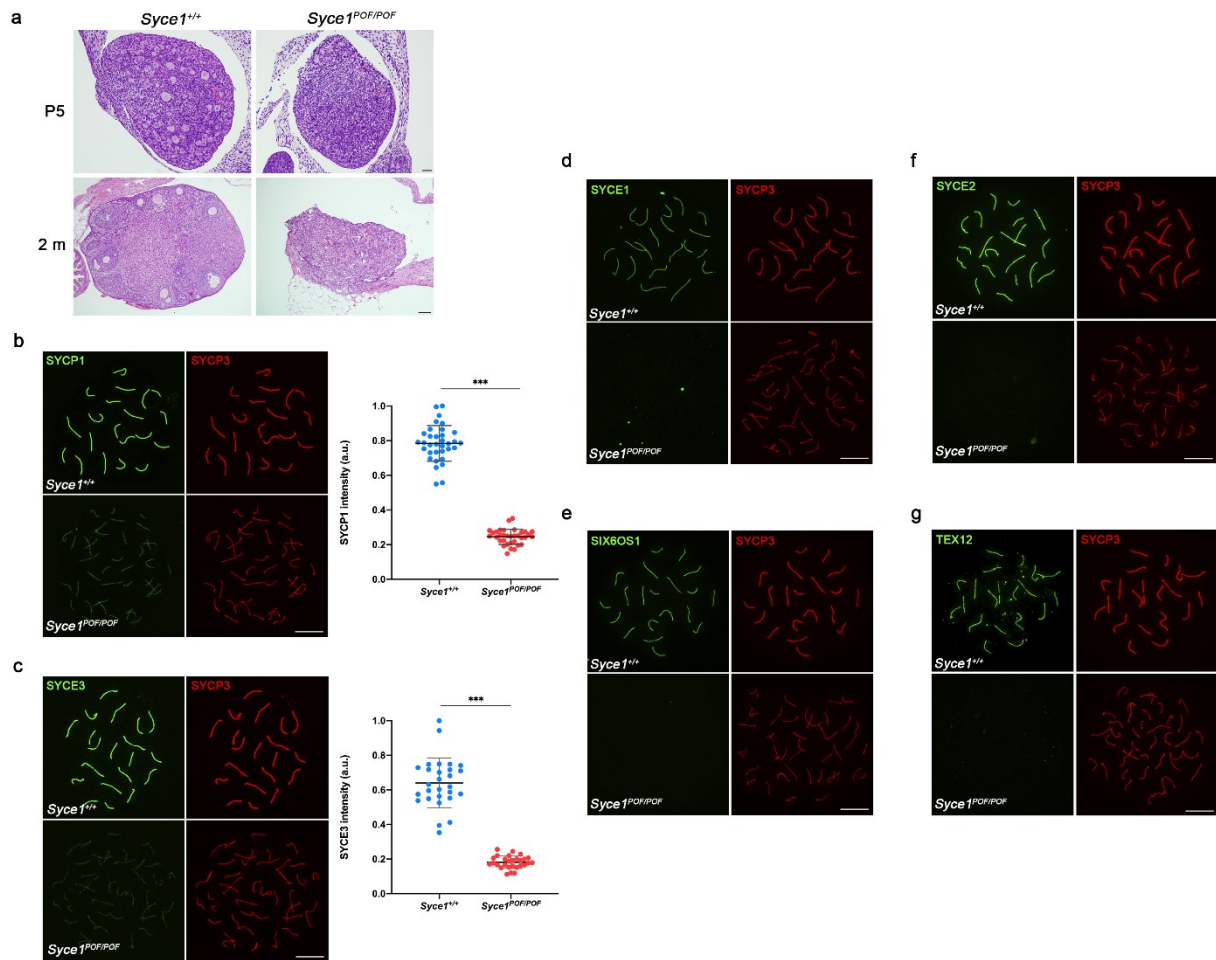 a
Syce1+/+
Syce1POF/POF
P5
2 m
b
SYCP1
SYCP3
Syce1+/+
Syce1POF/POF
***
1.0
0.8
0.6
0.4
0.2
0.0
SYCP1 intensity (a.u.)
Syce1+/+
Syce1POF/POF
c
SYCE3
SYCP3
Syce1+/+
Syce1POF/POF
***
1.0
0.8
0.6
0.4
0.2
0.0
SYCE3 intensity (a.u.)
Syce1+/+
Syce1POF/POF
d
SYCE1
SYCP3
Syce1+/+
Syce1POF/POF
e
SIX6OS1
SYCP3
Syce1+/+
Syce1POF/POF
f
SYCE2
SYCP3
Syce1+/+
Syce1POF/POF
g
TEX12
SYCP3
Syce1+/+
Syce1POF/POF